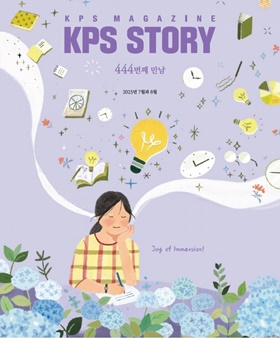 KPS MAGAZINE
KPS STORY
444번째 만남
2025년 7월과 8월
Joy of Immersion!